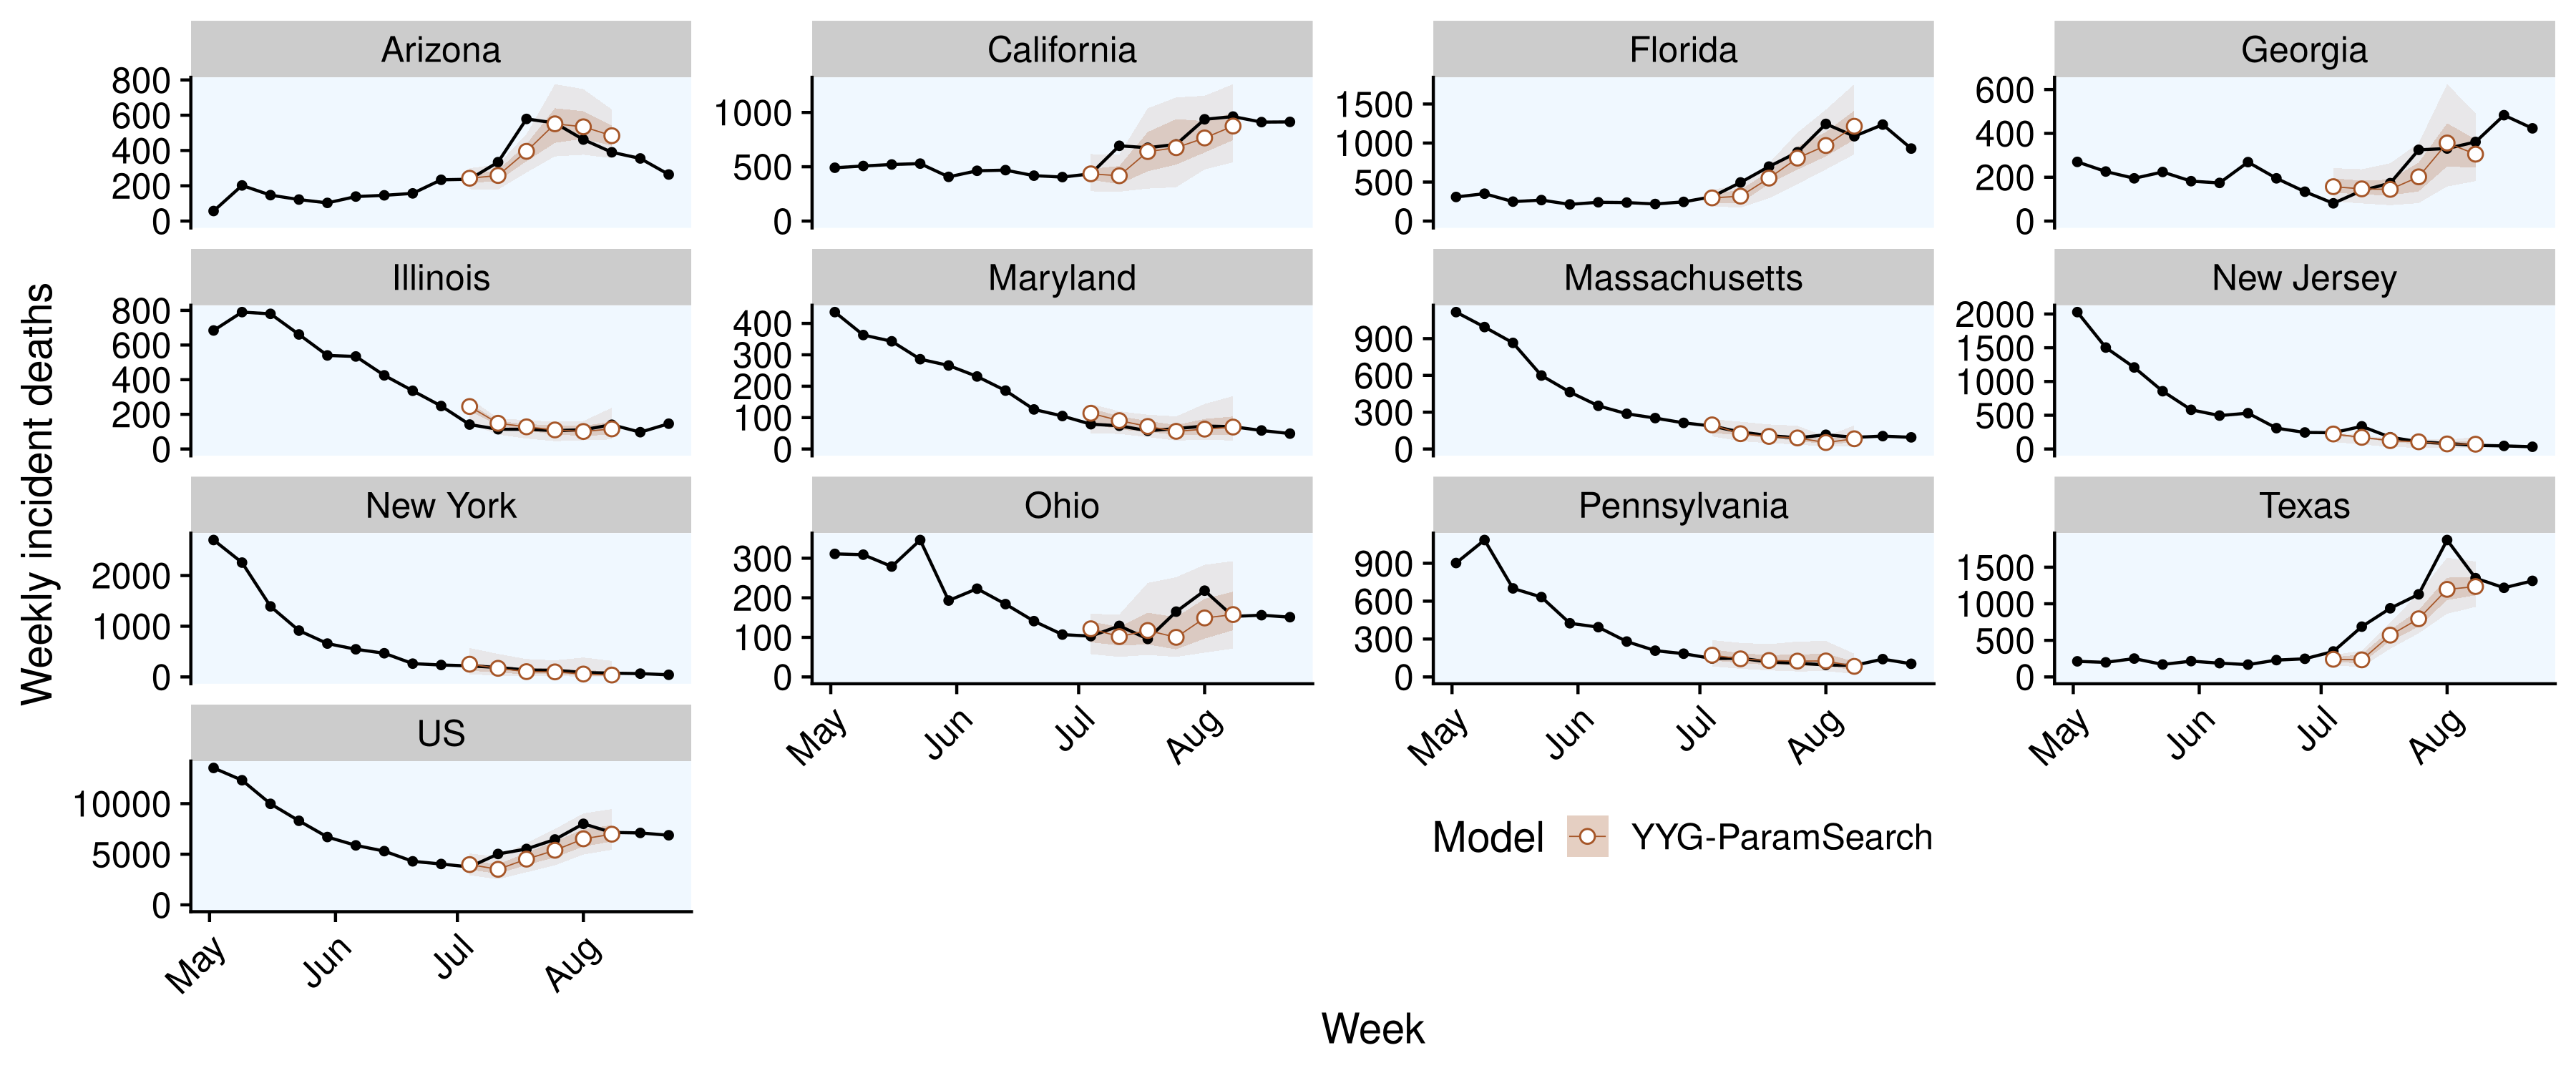 Weekly incident deaths
Arizona
800
600
400
200
0
California
1000
500
0
Florida
1500
1000
500
0
Georgia
600
400
200
0
Illinois
800
600
400
200
0
Maryland
400
300
200
100
0
Massachusetts
900
600
300
0
New Jersey
2000
1500
1000
500
0
New York
2000
1000
0
Ohio
300
200
100
0
May Jun Jul Aug
Pennsylvania
900
600
300
0
May Jun Jul Aug
Texas
1500
1000
500
0
May Jun Jul Aug
US
10000
5000
0
May Jun Jul Aug
Model YYG-ParamSearch
Week